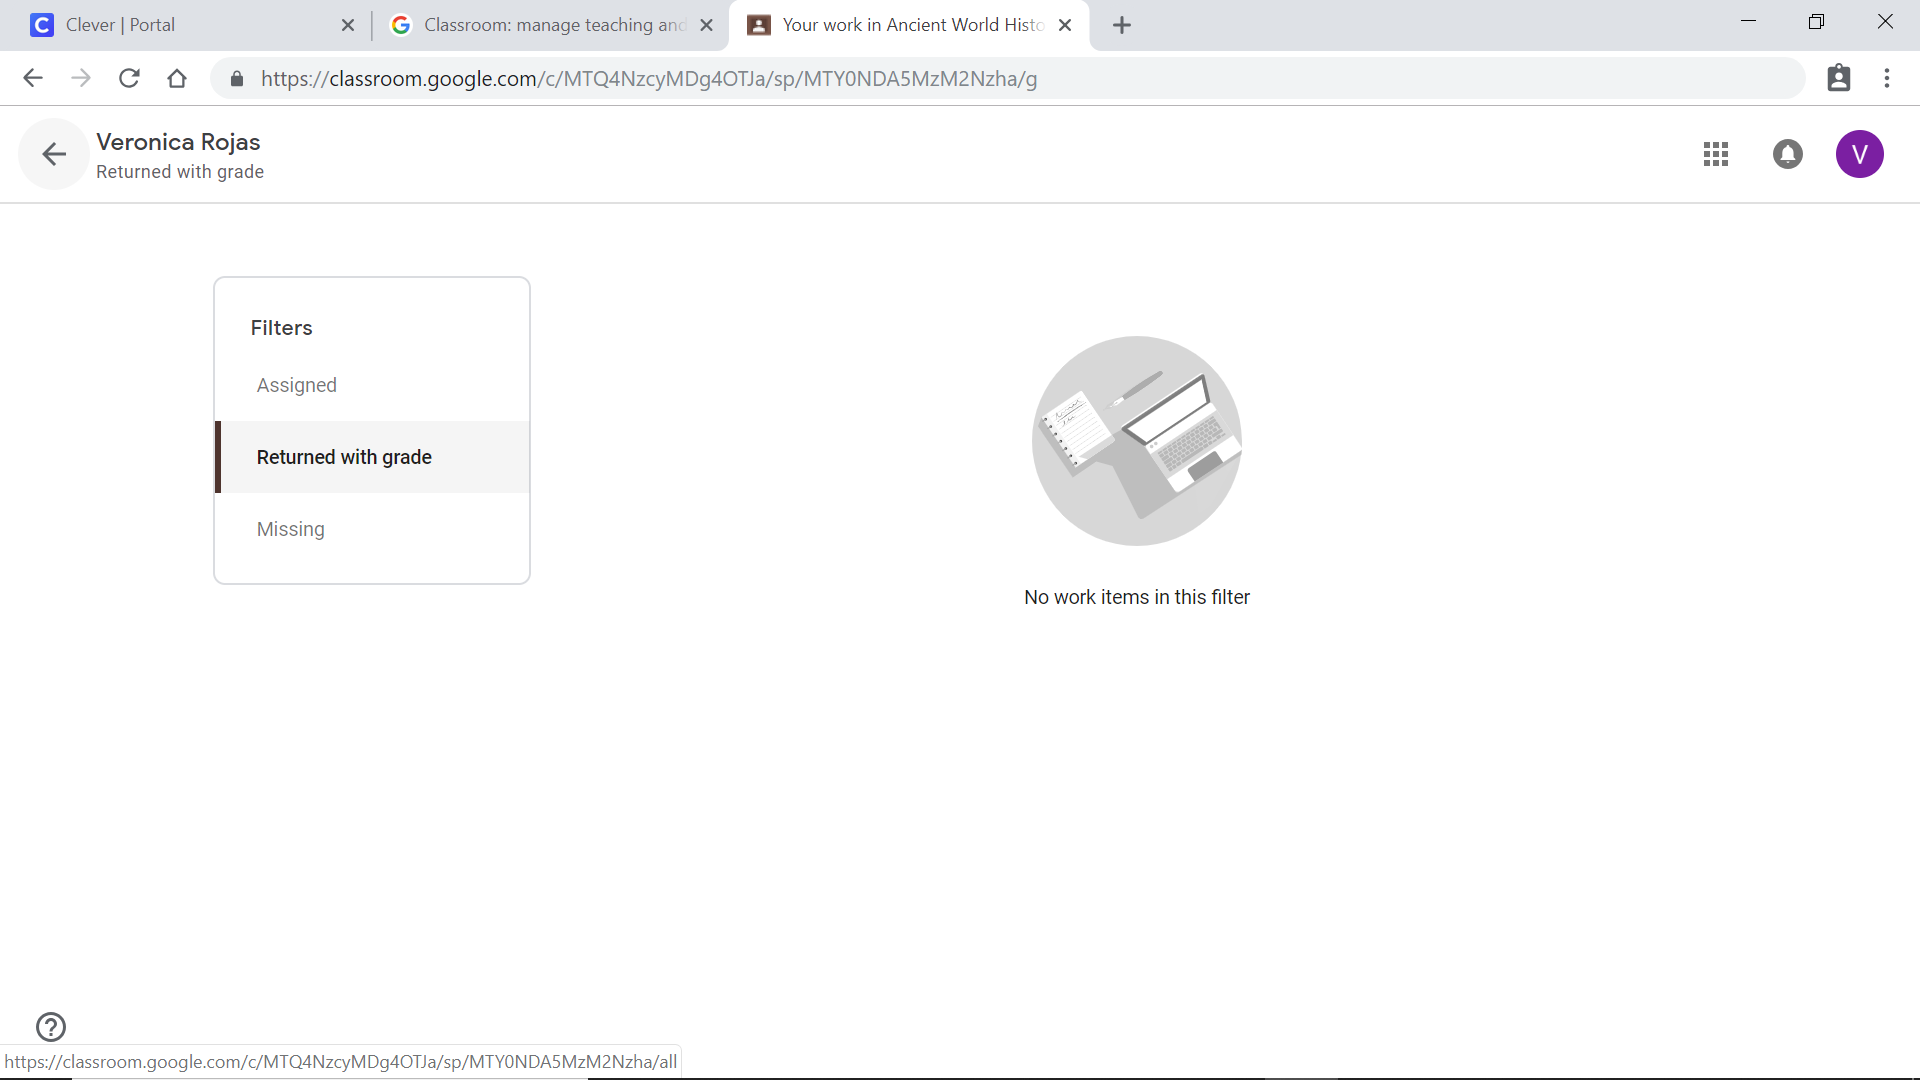 Clever | Portal
Classroom: manage teaching and
Your work in Ancient World Histo
https://classroom.google.com/c/MTQ4NzcyMDg4OTJa/sp/MTY0NDA5MzM2Nzha/g
Veronica Rojas
Returned with grade
V
Filters
Assigned
Returned with grade
Missing
No work items in this filter
https://classroom.google.com/c/MTQ4NzcyMDg4OTJa/sp/MTY0NDA5MzM2Nzha/all